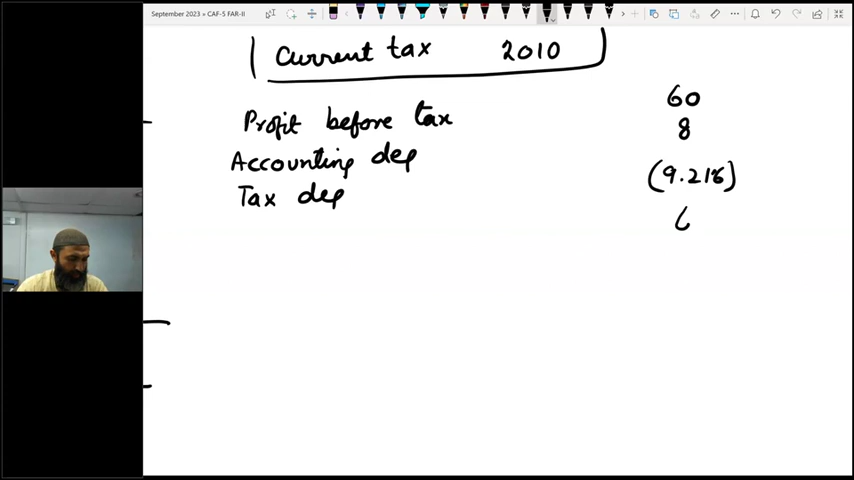 September 2023 » CAF-5 FAR-II
Current tax 2010
Profit before tax 60
Accounting dep 8
Tax dep (9.216)